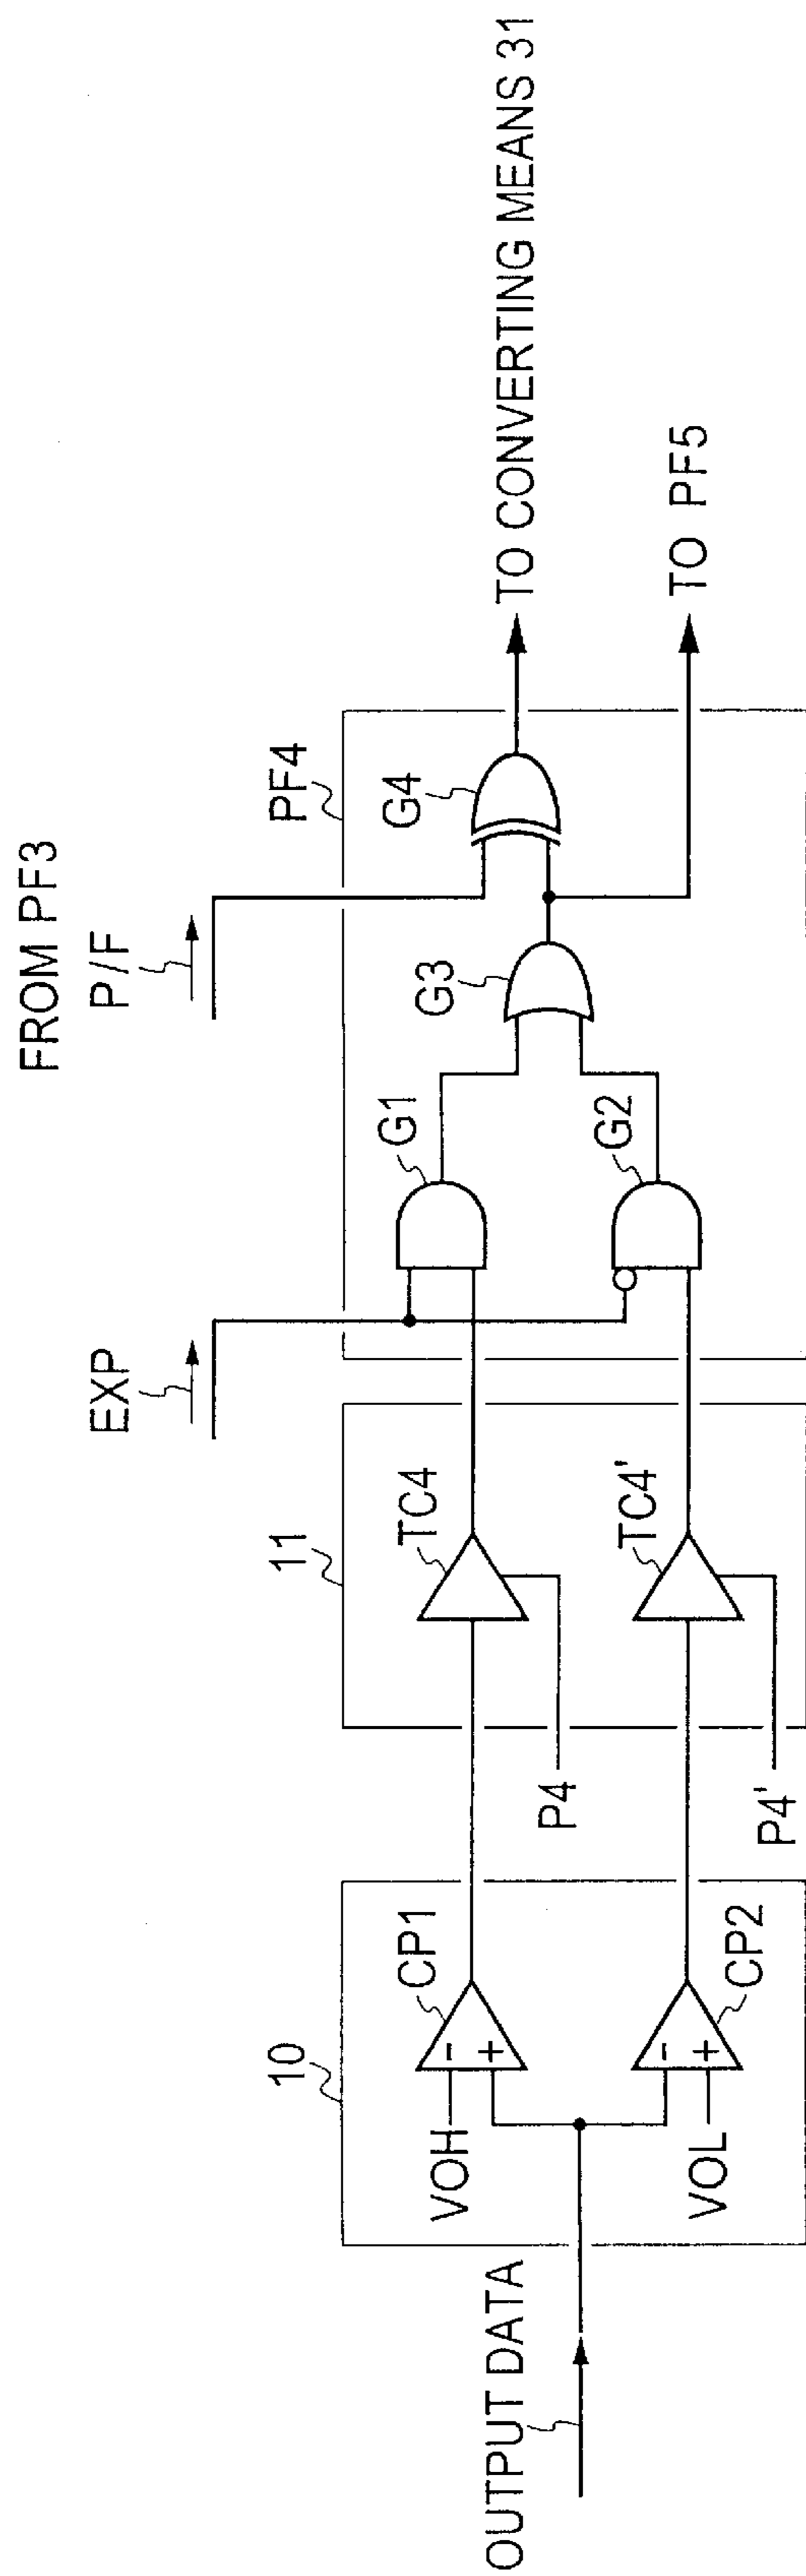 FROM PF3
P/F
EXP
PF4
G4
TO CONVERTING MEANS 31
G3
TO PF5
G1
G2
11
TC4
TC4'
P4
P4'
10
CP1
-
+
CP2
-
+
VOH
VOL
OUTPUT DATA